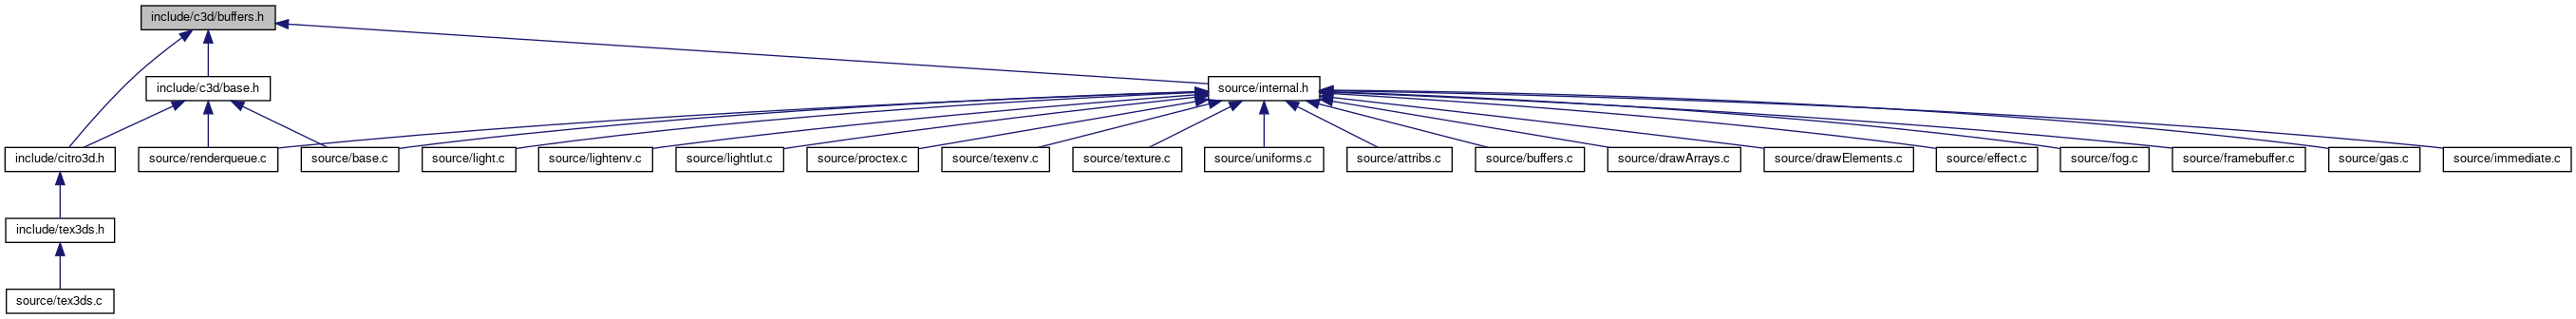 include/c3d/buffers.h
include/c3d/base.h
source/internal.h
include/citro3d.h
source/renderqueue.c
source/base.c
source/light.c
source/lightenv.c
source/lightlut.c
source/proctex.c
source/texenv.c
source/texture.c
source/uniforms.c
source/attribs.c
source/buffers.c
source/drawArrays.c
source/drawElements.c
source/effect.c
source/fog.c
source/framebuffer.c
source/gas.c
source/immediate.c
include/tex3ds.h
source/tex3ds.c